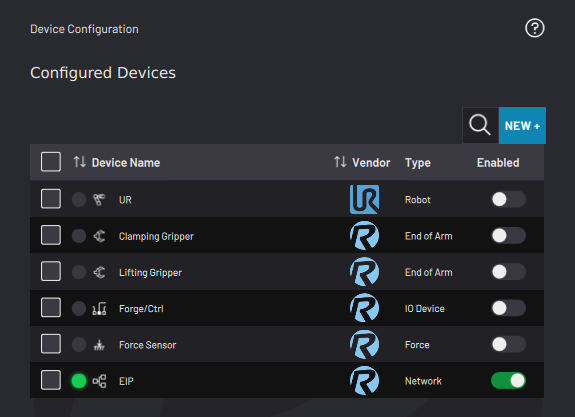 Device Configuration
?
Configured Devices
NEW +
Device Name Vendor Type Enabled
UR UR Robot
Clamping Gripper R End of Arm
Lifting Gripper R End of Arm
Forge/Ctrl R IO Device
Force Sensor R Force
EIP R Network